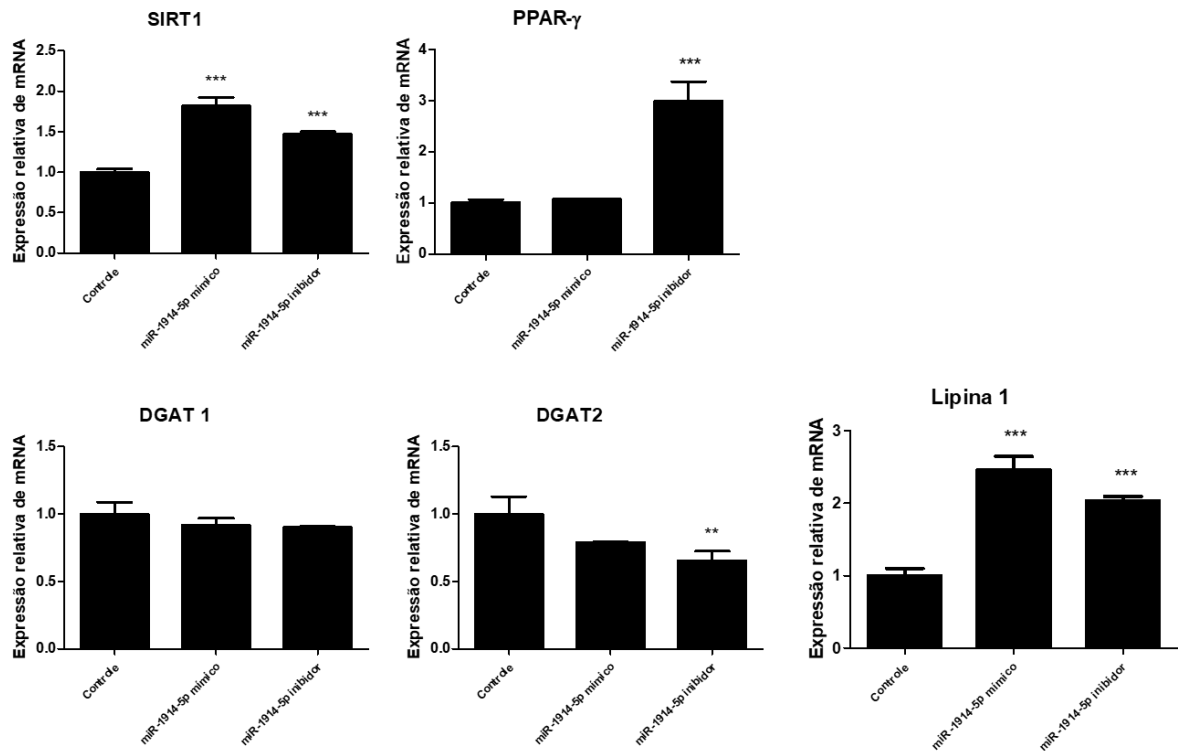 SIRT1
Expressão relativa de mRNA
2.5
2.0
1.5
1.0
0.5
0.0
***
***
Controle
miR-1914-5p mímico
miR-1914-5p inibidor
PPAR-γ
Expressão relativa de mRNA
4
3
2
1
0
***
Controle
miR-1914-5p mímico
miR-1914-5p inibidor
DGAT 1
Expressão relativa de mRNA
1.5
1.0
0.5
0.0
Controle
miR-1914-5p mímico
miR-1914-5p inibidor
DGAT2
Expressão relativa de mRNA
1.5
1.0
0.5
0.0
**
Controle
miR-1914-5p mímico
miR-1914-5p inibidor
Lipina 1
Expressão relativa de mRNA
3
2
1
0
***
***
Controle
miR-1914-5p mímico
miR-1914-5p inibidor